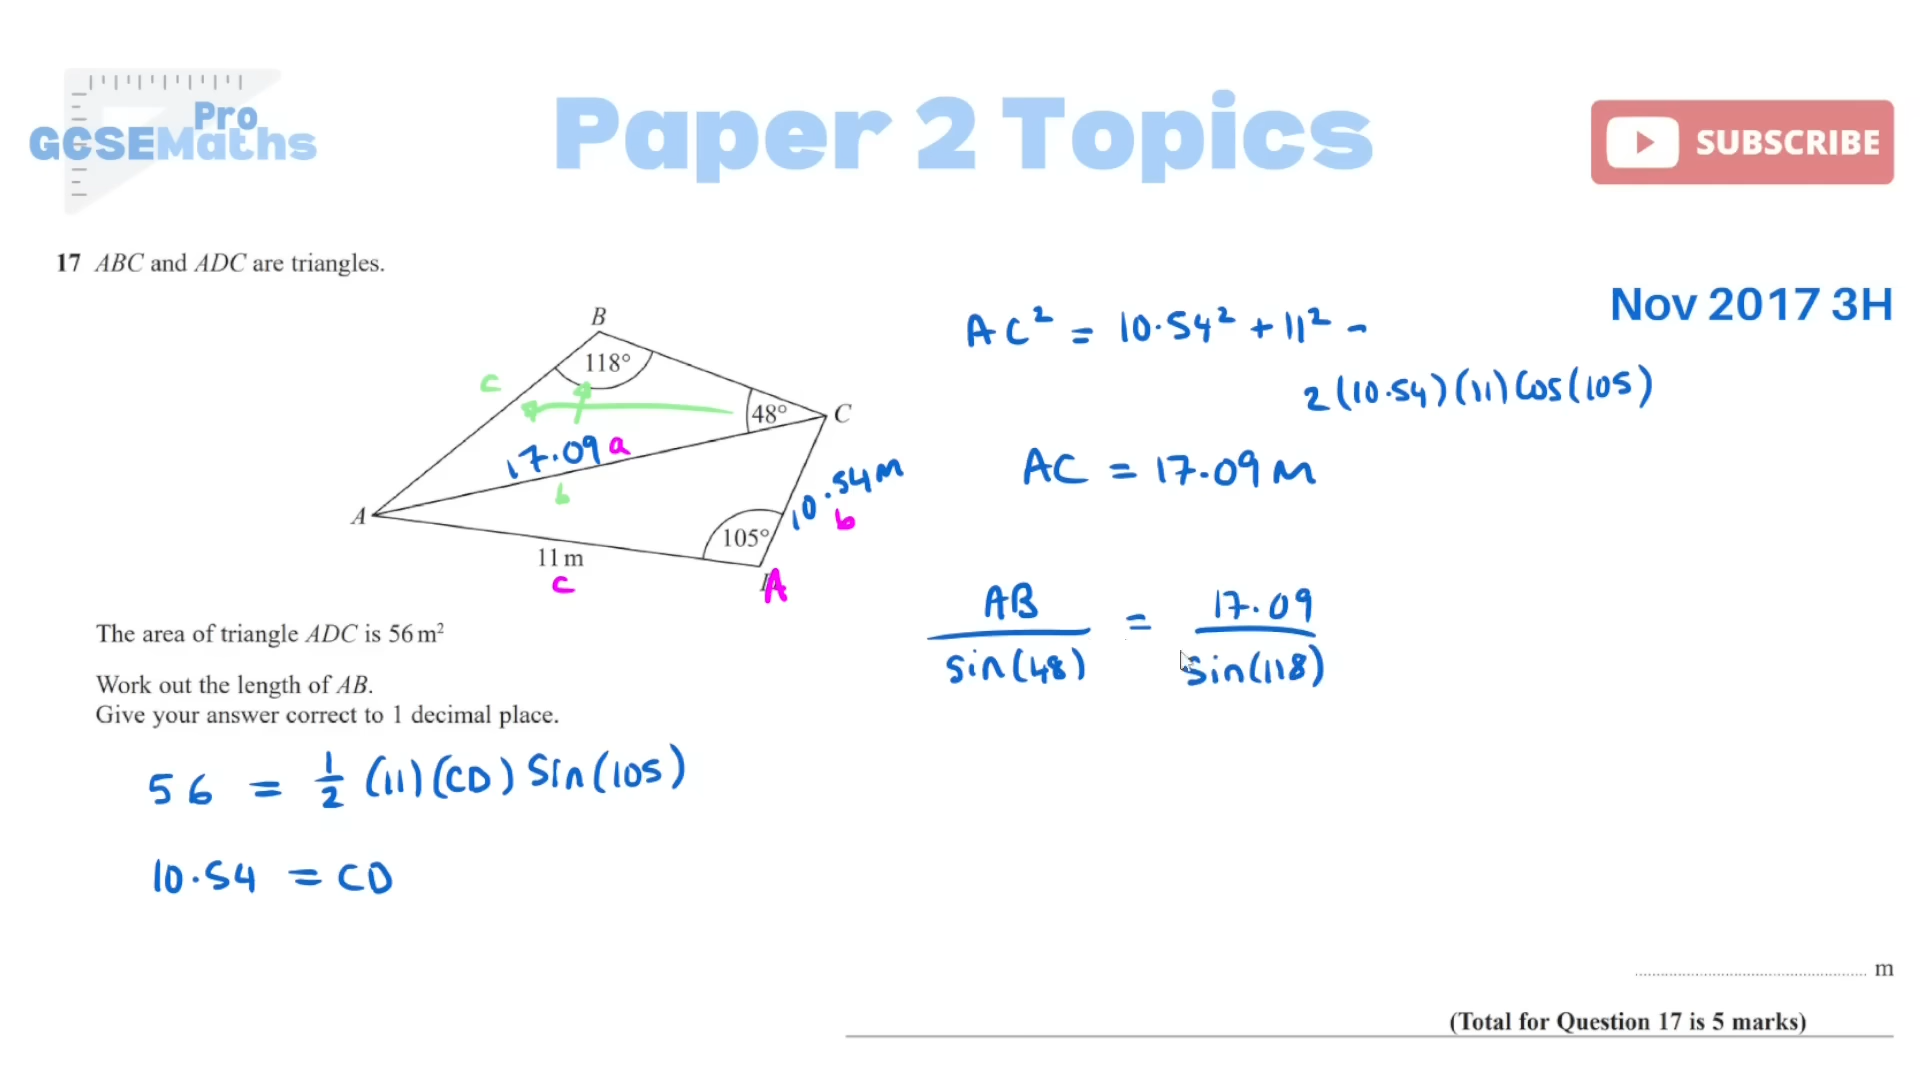 Pro
GCSEMaths
Paper 2 Topics
SUBSCRIBE
17 ABC and ADC are triangles.
Nov 2017 3H
B
118°
c
48°
C
17.09 a
b
A
10.54m
b
105°
11 m
c
A
AC² = 10.54² + 11² -
2(10.54)(11)Cos(105)
AC = 17.09m
AB = 17.09
sin(48) sin(118)
The area of triangle ADC is 56 m²
Work out the length of AB.
Give your answer correct to 1 decimal place.
56 = 1/2 (11)(CD) Sin(105)
10.54 = CD
m
(Total for Question 17 is 5 marks)